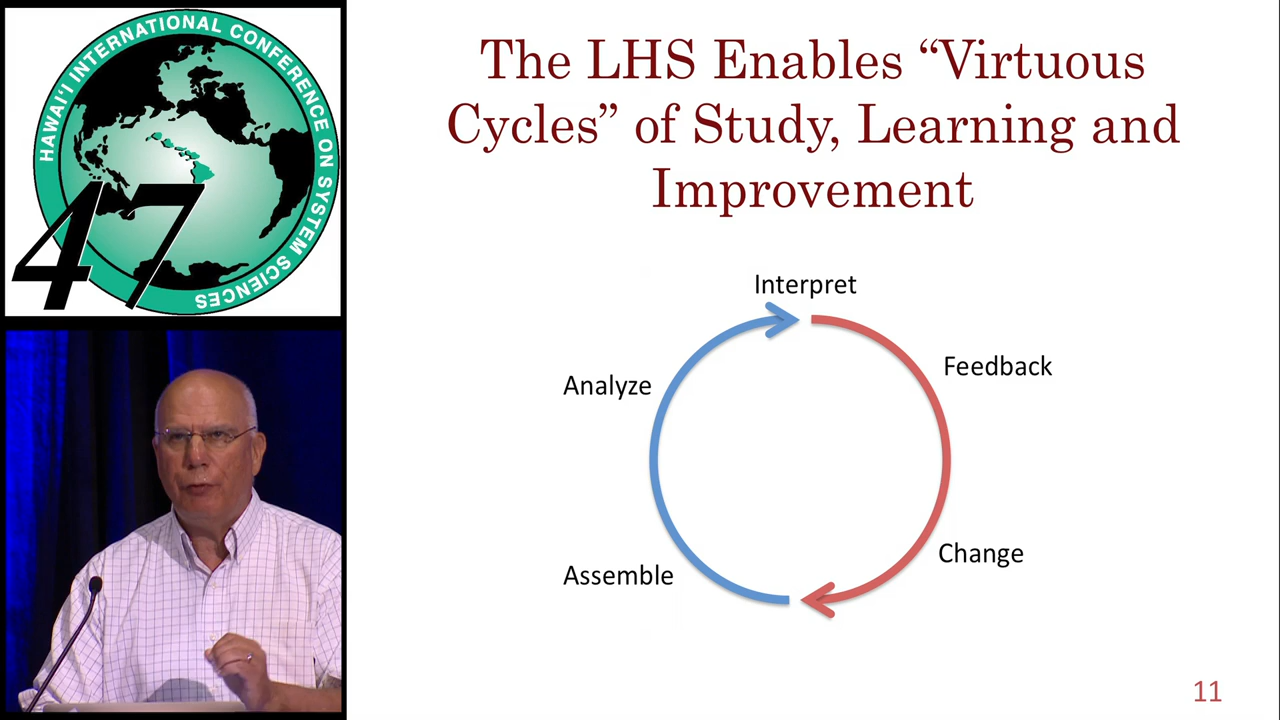 HAWAI'I INTERNATIONAL CONFERENCE ON SYSTEM SCIENCES
47
The LHS Enables “Virtuous
Cycles” of Study, Learning and
Improvement
Interpret
Feedback
Analyze
Change
Assemble
11